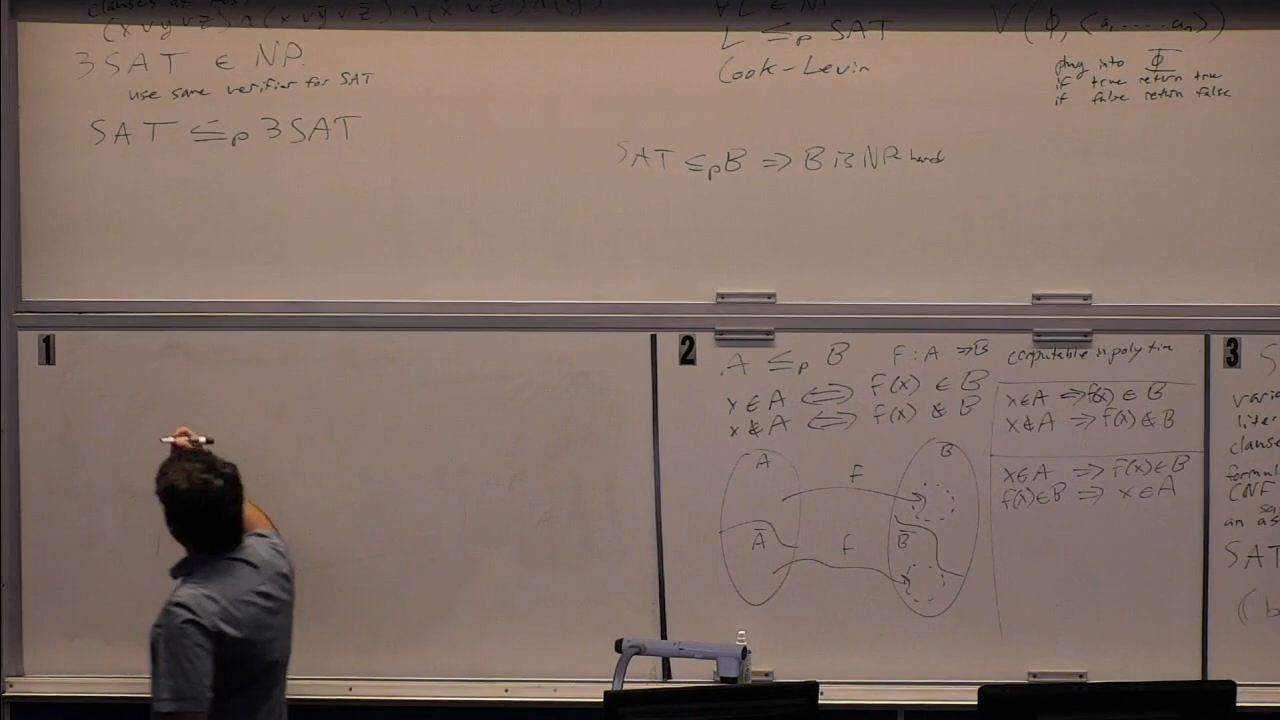 (x ∨ y ∨ z̄) ∧ (x ∨ ȳ ∨ z̄)
3SAT ∈ NP
use same verifier for SAT
SAT ≤p 3SAT
L ≤p SAT
Cook-Levin
SAT ≤p B ⇒ B is NP hard
V(Φ, <a₁, ... aₙ>)
plug into Φ
if true return true
if false return false
1
2
A ≤p B F: A → B computable in poly time
x ∈ A ⟺ f(x) ∈ B
x ∉ A ⟺ f(x) ∉ B
x ∈ A ⇒ f(x) ∈ B
x ∉ A ⇒ f(x) ∉ B
x ∈ A ⇒ f(x) ∈ B
f(x) ∈ B ⇒ x ∈ A
A F B
Ā f B̄
3
S
varia
liter
clause
formul
CNF
sa
an as
SAT